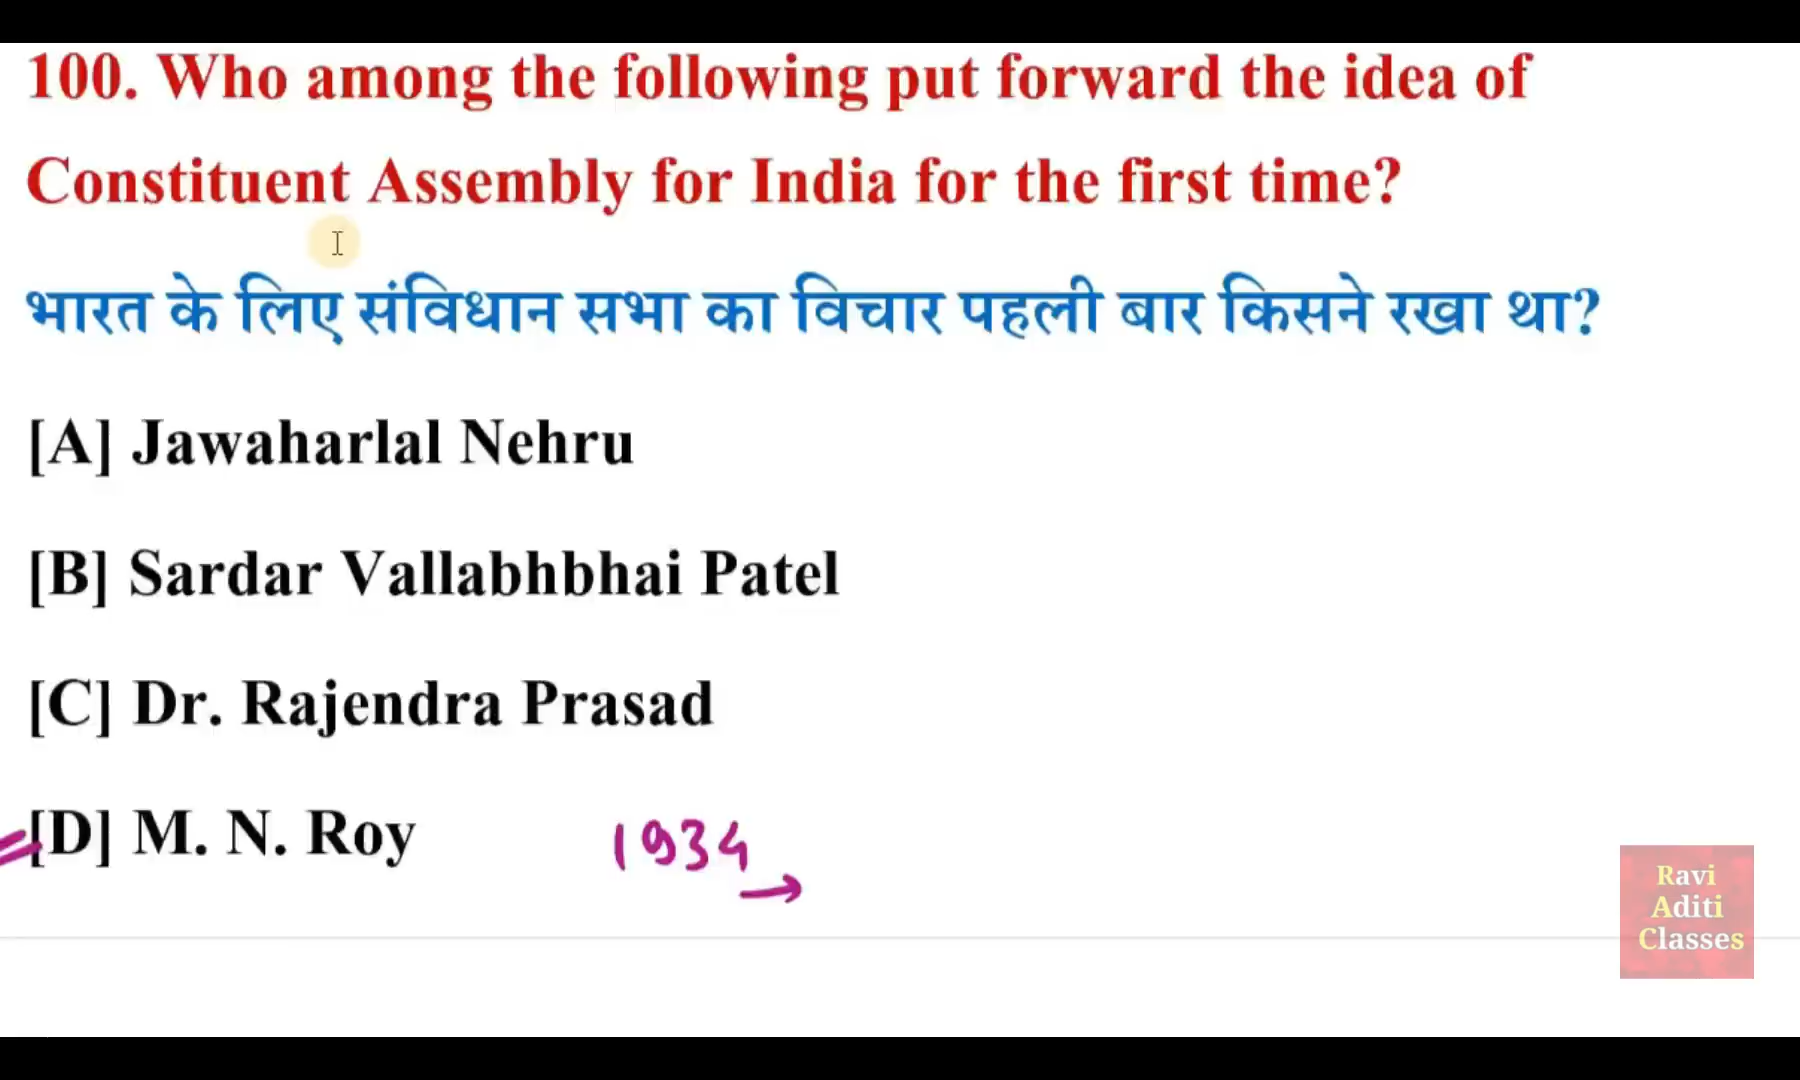 100. Who among the following put forward the idea of
Constituent Assembly for India for the first time?
भारत के लिए संविधान सभा का विचार पहली बार किसने रखा था?
[A] Jawaharlal Nehru
[B] Sardar Vallabhbhai Patel
[C] Dr. Rajendra Prasad
[D] M. N. Roy 1934
Ravi
Aditi
Classes